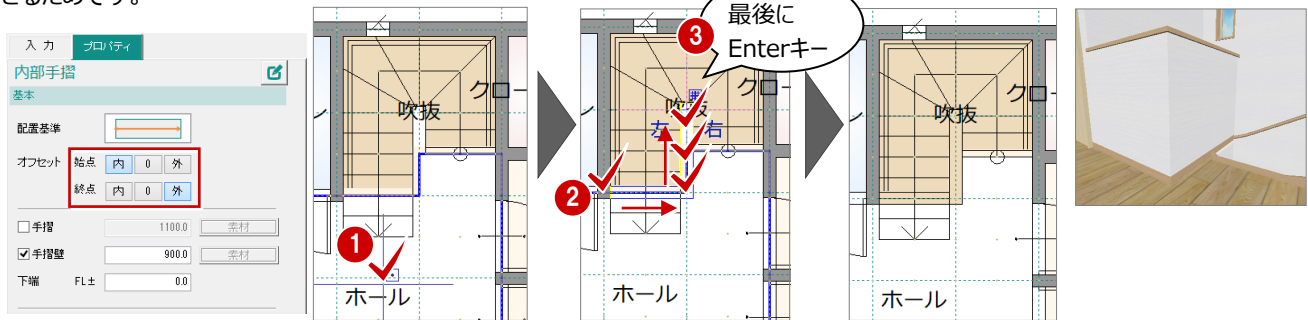 さるためです。
入 力 プロパティ
内部手摺
基本
配置基準
オフセット 始点 内 0 外
終点 内 0 外
手摺 1100.0 素材
手摺壁 900.0 素材
下端 FL± 0.0
吹抜
クロー
1
ホール
3
最後に
Enterキー
クロー
吹抜
左 右
2
ホール
クロー
吹抜
ホール